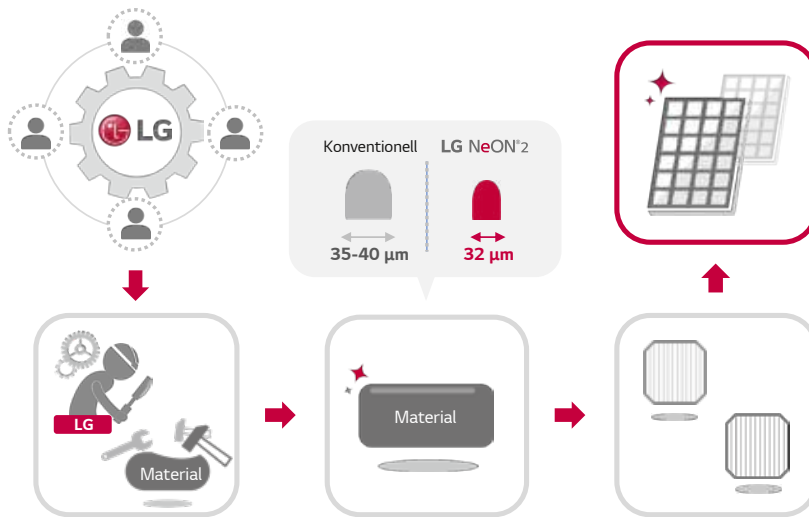 LG
Konventionell
LG NeON®2
35-40 µm
32 µm
LG
Material
Material